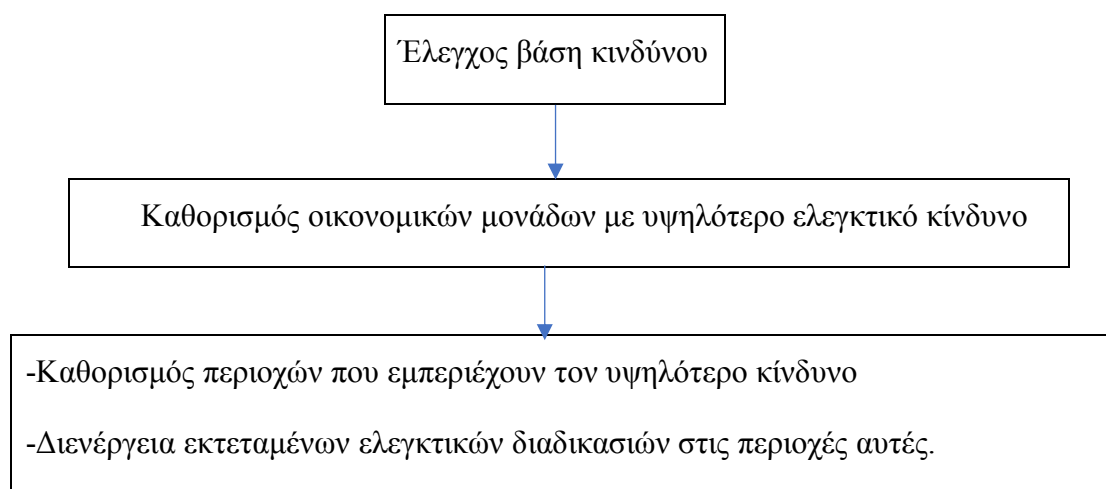 Έλεγχος βάση κινδύνου
Καθορισμός οικονομικών μονάδων με υψηλότερο ελεγκτικό κίνδυνο
-Καθορισμός περιοχών που εμπεριέχουν τον υψηλότερο κίνδυνο
-Διενέργεια εκτεταμένων ελεγκτικών διαδικασιών στις περιοχές αυτές.